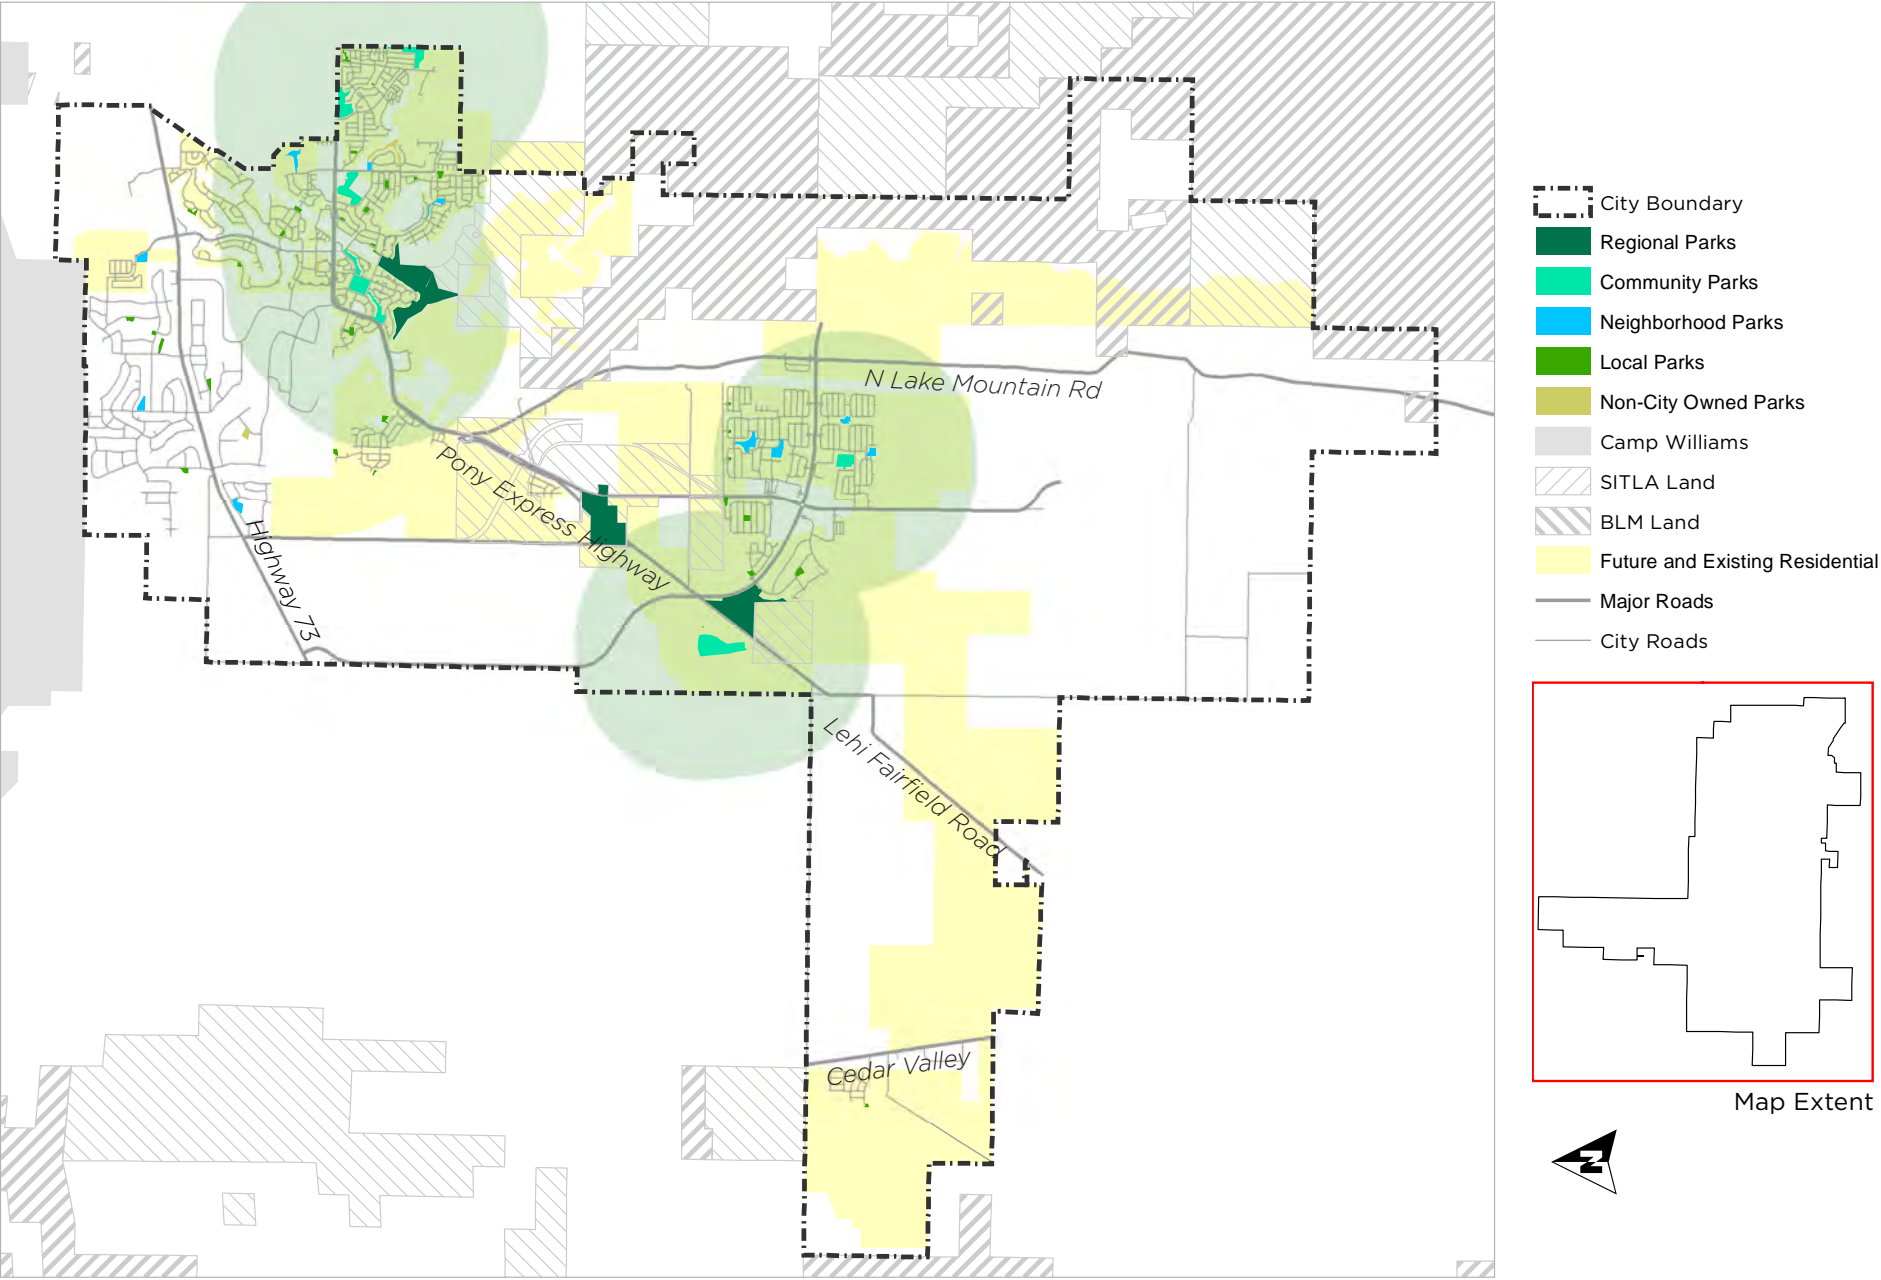 N Lake Mountain Rd
Pony Express Highway
Highway 73
Lehi Fairfield Road
Cedar Valley
City Boundary
Regional Parks
Community Parks
Neighborhood Parks
Local Parks
Non-City Owned Parks
Camp Williams
SITLA Land
BLM Land
Future and Existing Residential
Major Roads
City Roads
Map Extent
N